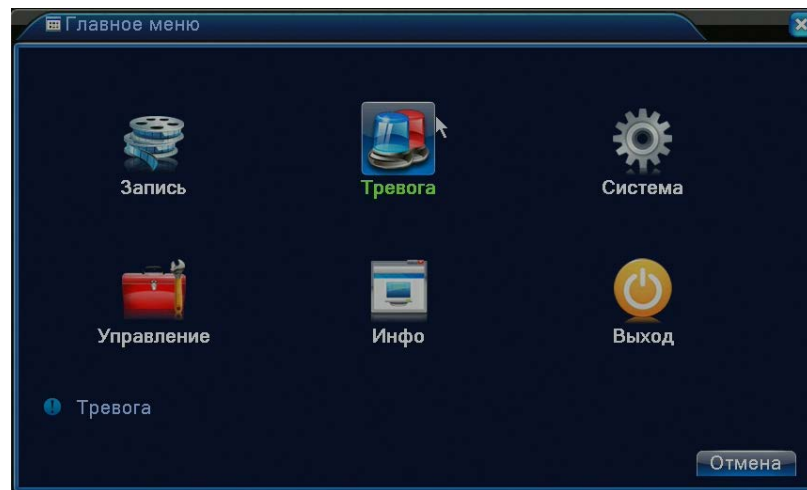 Главное меню
Запись
Тревога
Система
Управление
Инфо
Выход
Тревога
Отмена